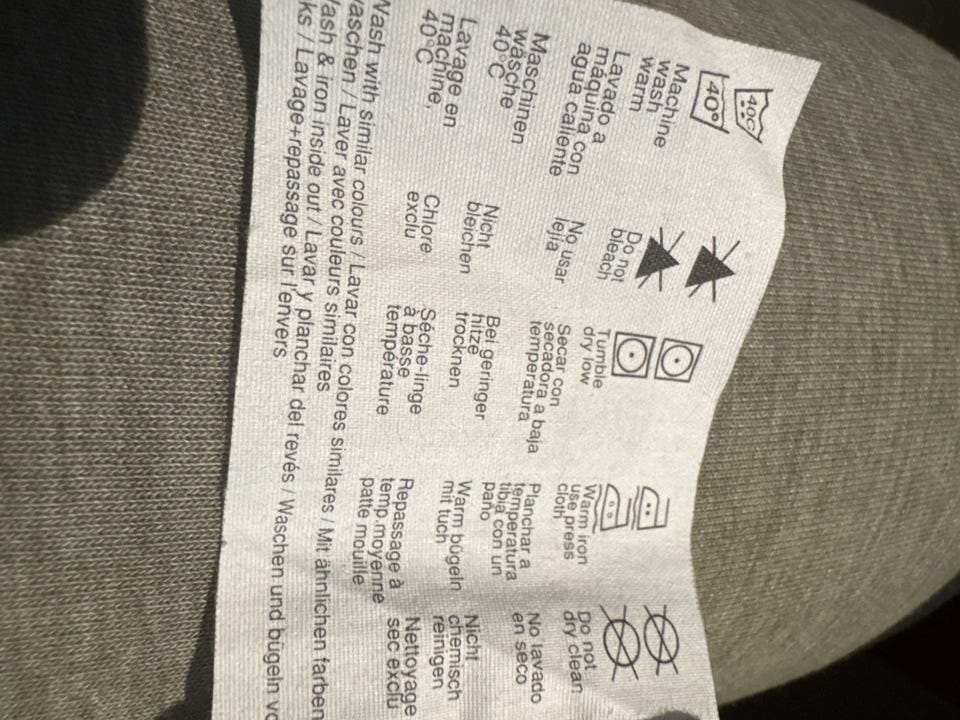 40C
40°
Machine
wash
warm
Lavado a
máquina con
agua caliente
Maschinen
wäsche
40°C
Lavage en
machine,
40°C
Do not
bleach
No usar
lejía
Nicht
bleichen
Chlore
exclu
Tumble
dry low
Secar con
secadora a baja
temperatura
Bei geringer
hitze
trocknen
Séche-linge
à basse
température
Warm iron
use press
cloth
Planchar a
temperatura
tibia con un
paño
Warm bügeln
mit tuch
Repassage à
temp.moyenne
patte mouille
Do not
dry clean
No lavado
en seco
Nicht
chemisch
reinigen
Nettoyage
sec exclu
Wash with similar colours / Lavar con colores similares / Mit ähnlichen farben
waschen / Laver avec couleurs similaires
Wash & iron inside out / Lavar y planchar del revés / Waschen und bügeln
/ Lavage+repassage sur l'envers